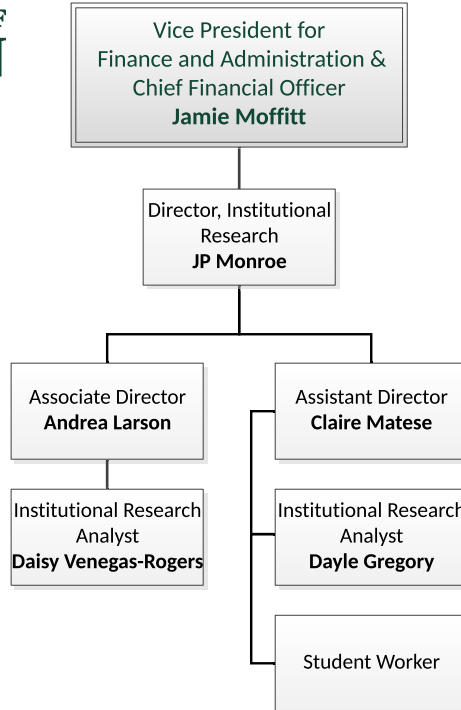 Vice President for
Finance and Administration &
Chief Financial Officer
Jamie Moffitt
Director, Institutional
Research
JP Monroe
Associate Director
Andrea Larson
Assistant Director
Claire Matese
Institutional Research
Analyst
Daisy Venegas-Rogers
Institutional Research
Analyst
Dayle Gregory
Student Worker